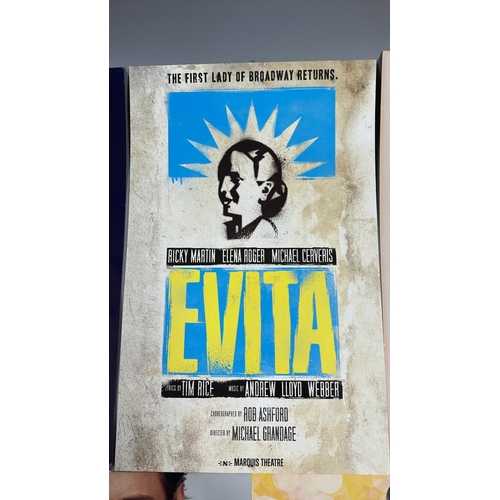 THE FIRST LADY OF BROADWAY RETURNS.
RICKY MARTIN ELENA ROGER MICHAEL CERVERIS
EVITA
LYRICS BY TIM RICE MUSIC BY ANDREW LLOYD WEBBER
CHOREOGRAPHED BY ROB ASHFORD
DIRECTED BY MICHAEL GRANDAGE
N MARQUIS THEATRE